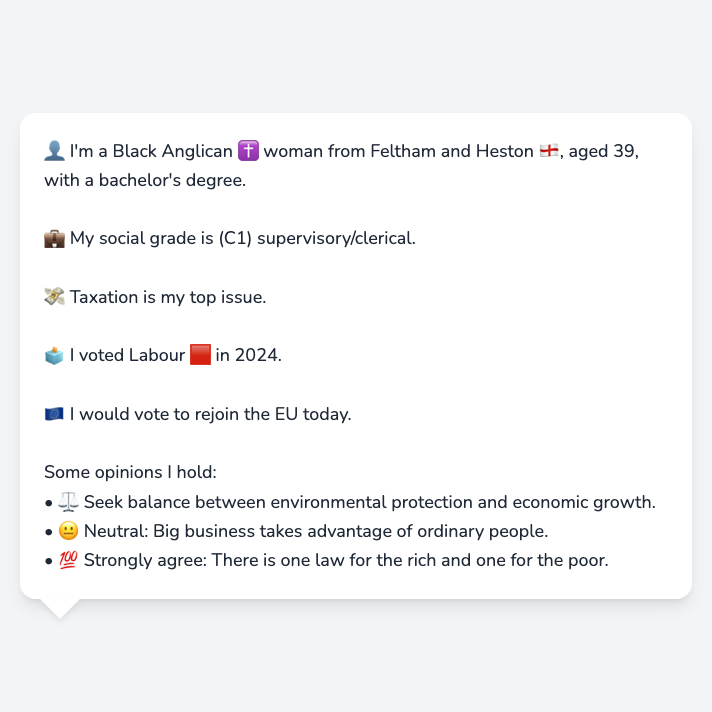 👤 I'm a Black Anglican ✝️ woman from Feltham and Heston 🏴󠁧󠁢󠁥󠁮󠁧󠁿, aged 39,
with a bachelor's degree.
💼 My social grade is (C1) supervisory/clerical.
💸 Taxation is my top issue.
🗳️ I voted Labour 🟥 in 2024.
🇪🇺 I would vote to rejoin the EU today.
Some opinions I hold:
• ⚖️ Seek balance between environmental protection and economic growth.
• 😐 Neutral: Big business takes advantage of ordinary people.
• 💯 Strongly agree: There is one law for the rich and one for the poor.